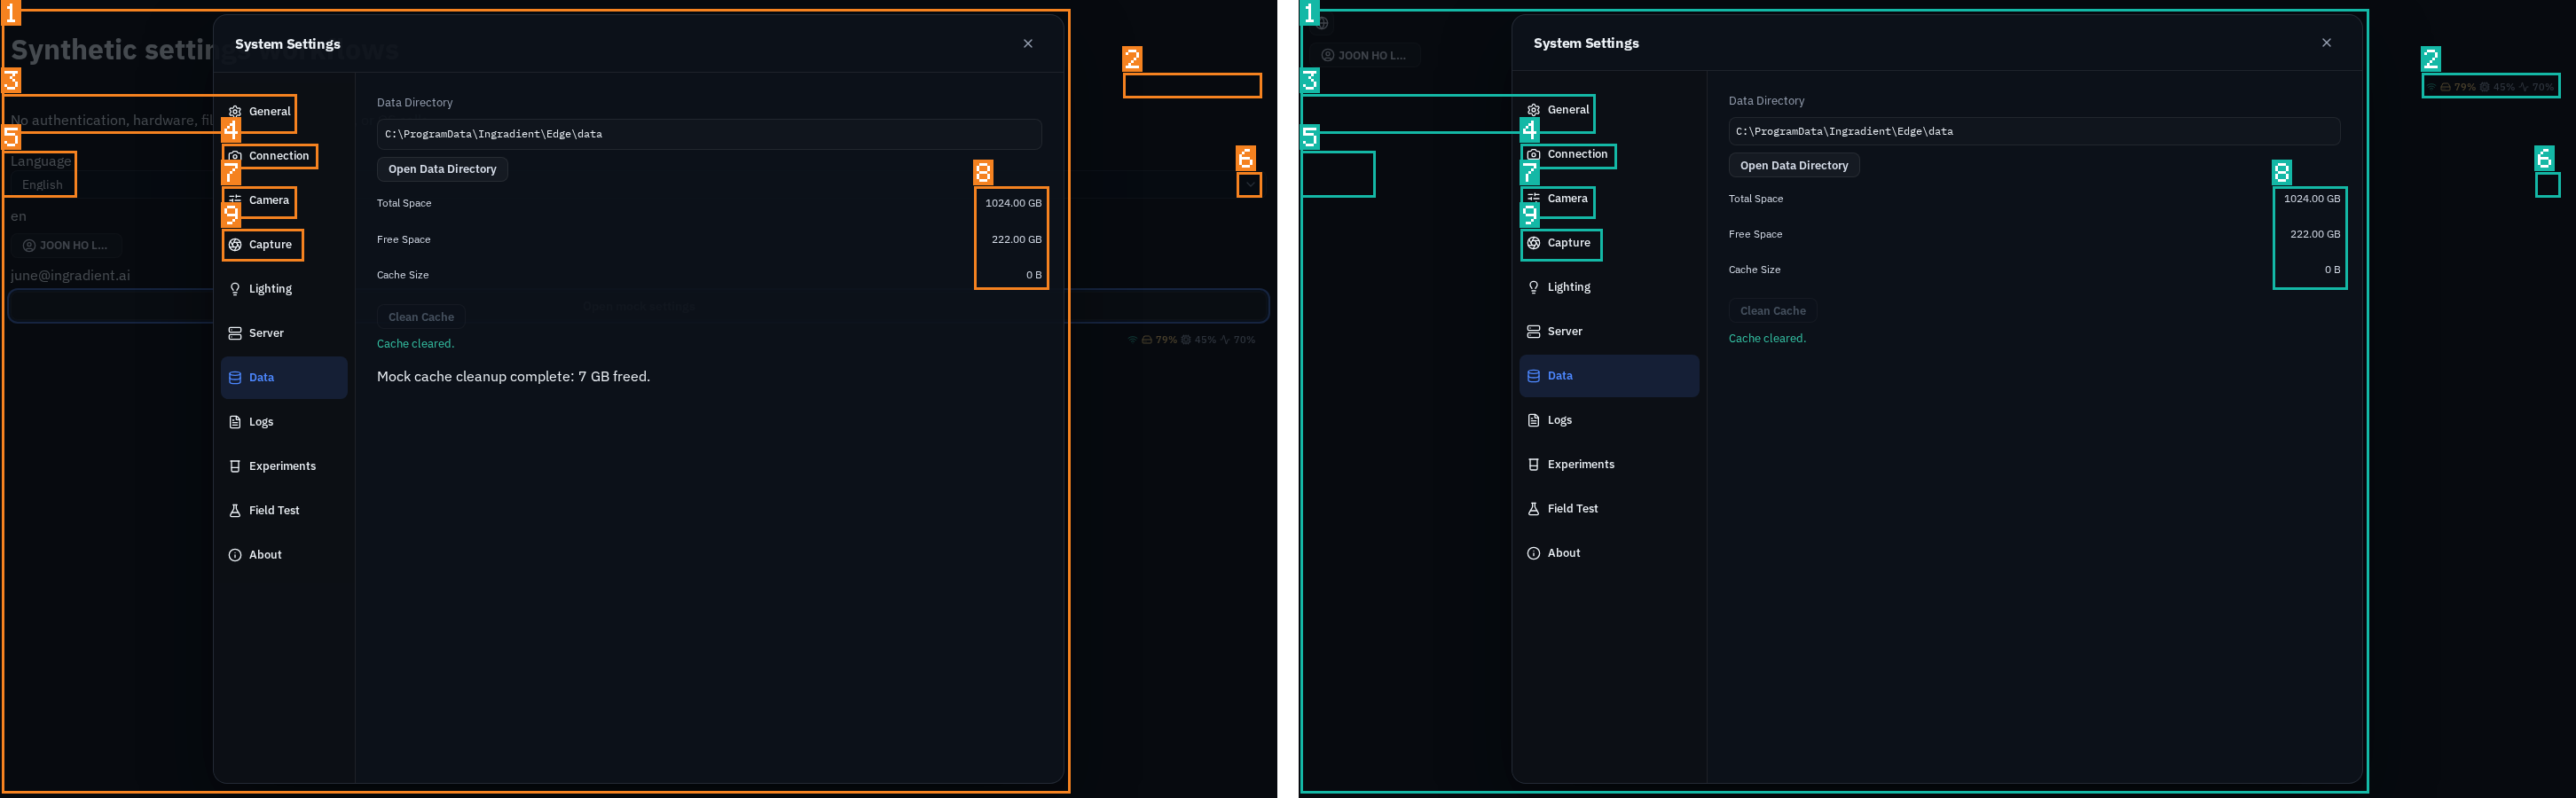 1
Synthetic settin
ows
System Settings
2
3
General
No authentication, hardware, fil
4
5
Connection
Language
English
6
7
Camera
9
Capture
en
JOON HO L...
june@ingradient.ai
Lighting
Server
Data
Logs
Experiments
Field Test
About
Data Directory
C:\ProgramData\Ingradient\Edge\data
Open Data Directory
8
Total Space 1024.00 GB
Free Space 222.00 GB
Cache Size 0 B
Clean Cache
Cache cleared.
Mock cache cleanup complete: 7 GB freed.
79% 45% 70%
1
JOON HO L...
System Settings
2
79% 45% 70%
3
General
4
5
Connection
6
7
Camera
9
Capture
Lighting
Server
Data
Logs
Experiments
Field Test
About
Data Directory
C:\ProgramData\Ingradient\Edge\data
Open Data Directory
8
Total Space 1024.00 GB
Free Space 222.00 GB
Cache Size 0 B
Clean Cache
Cache cleared.